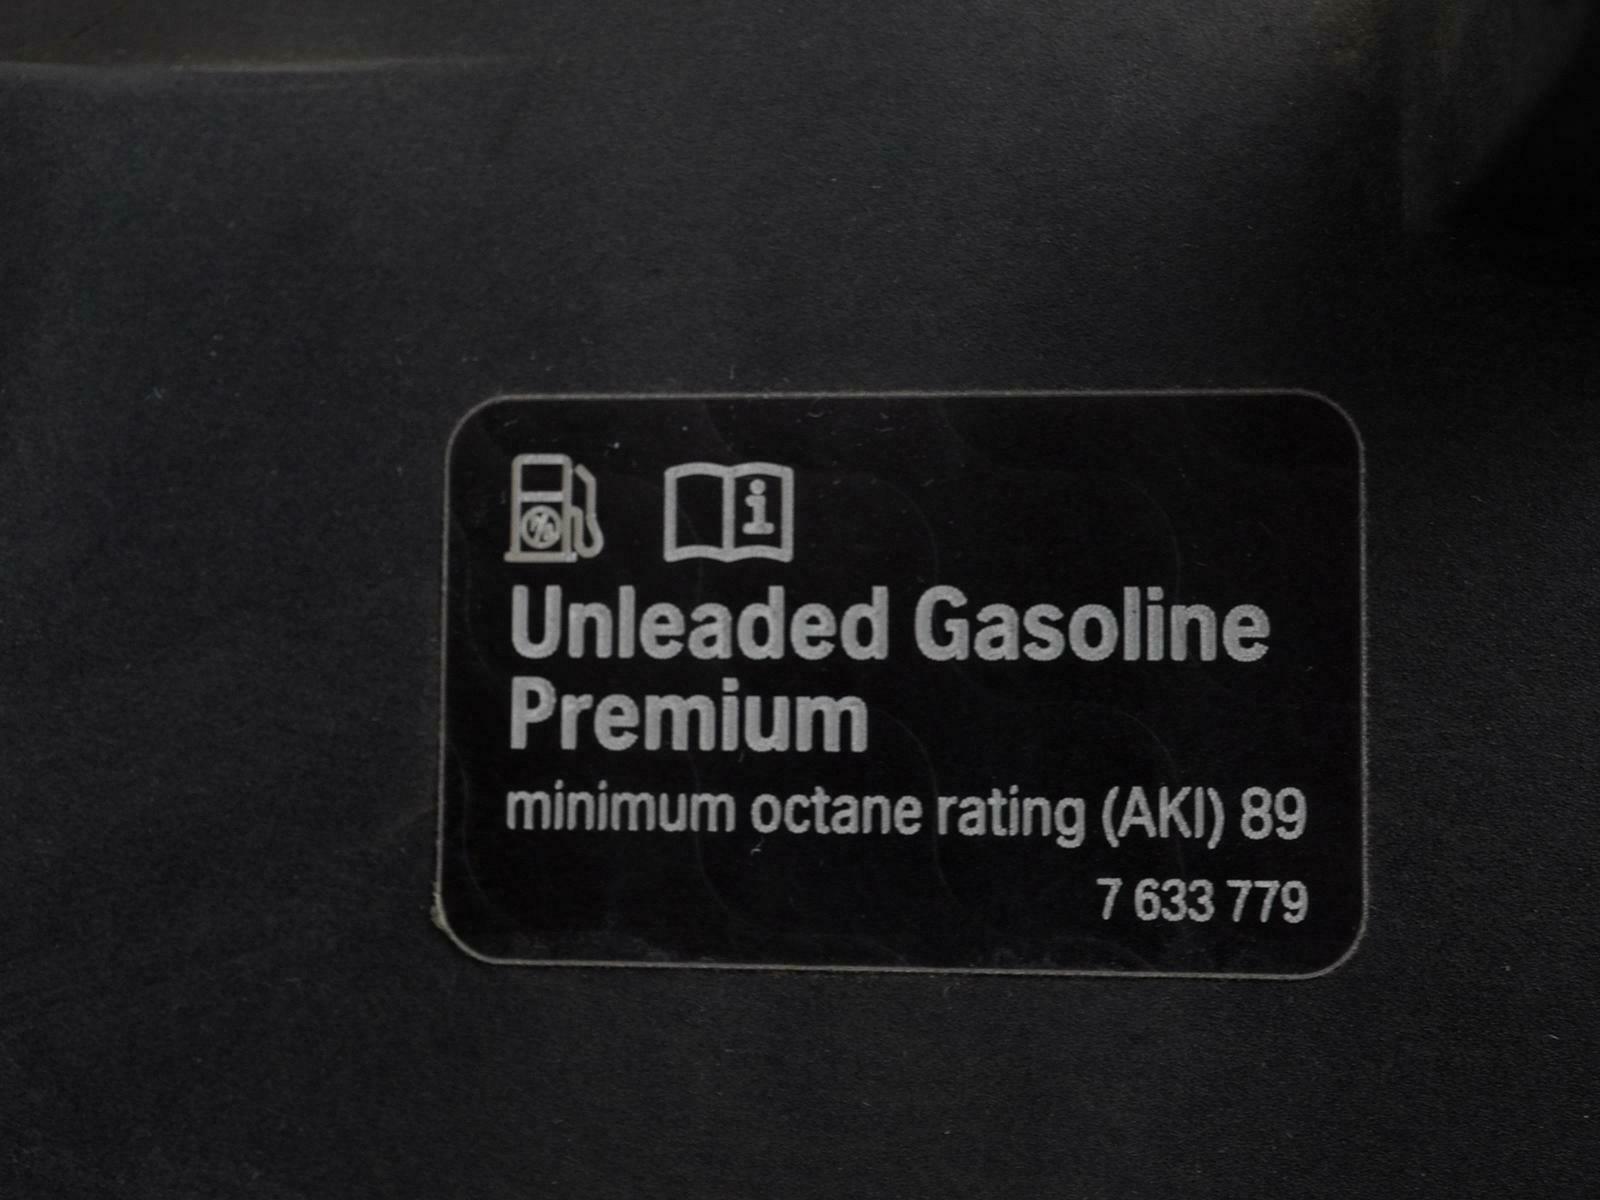 Unleaded Gasoline
Premium
minimum octane rating (AKI) 89
7 633 779